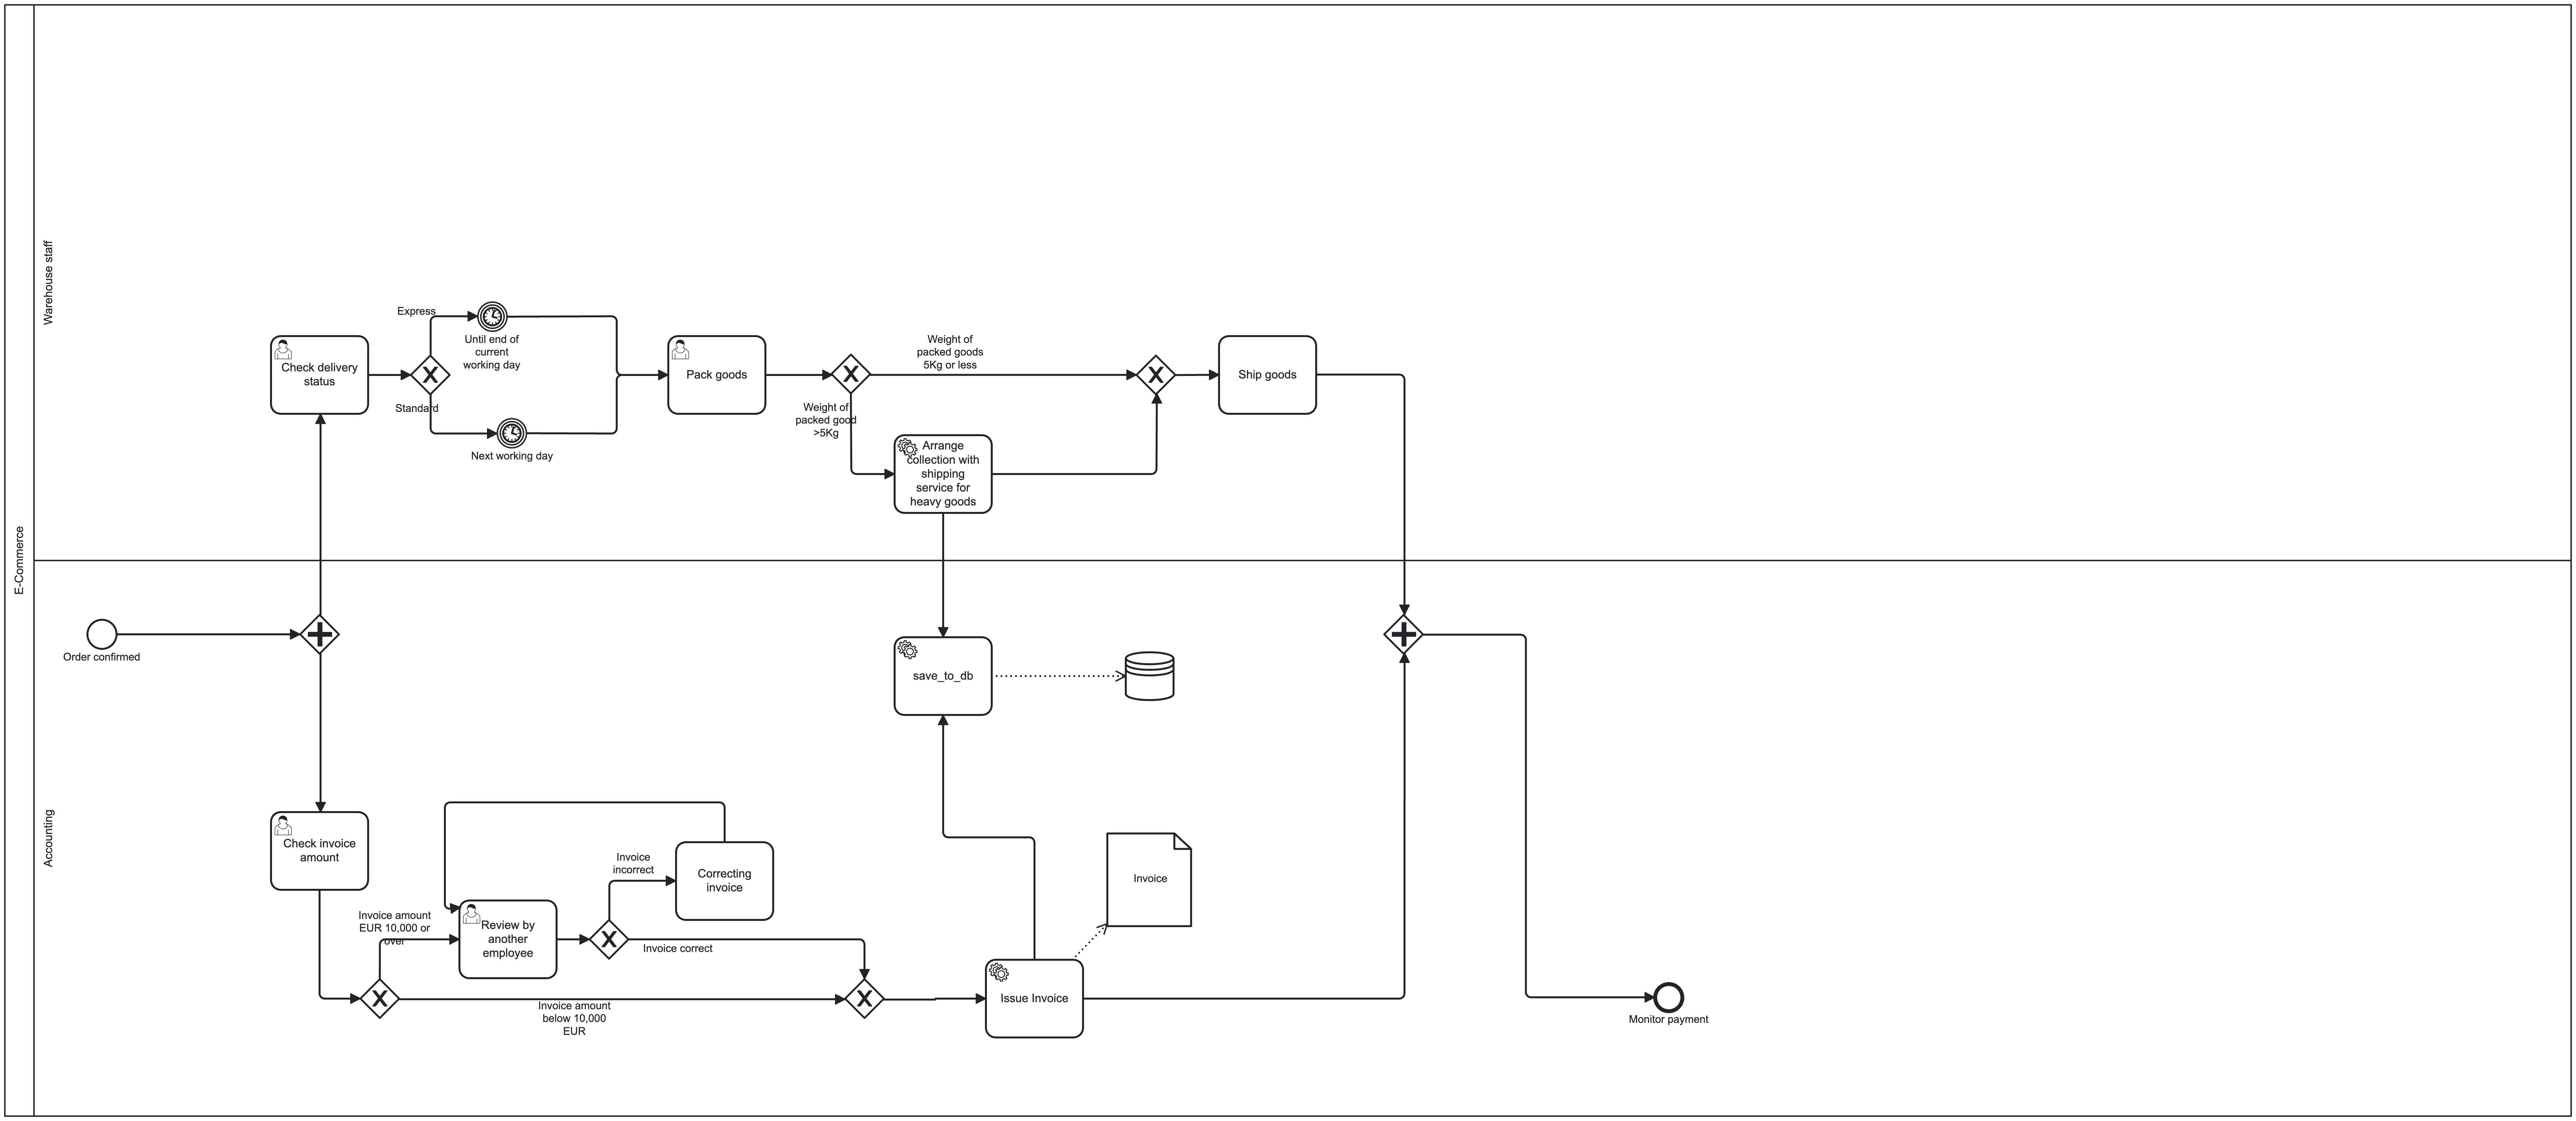 E-Commerce
Warehouse staff
Express
Until end of
current
working day
Check delivery
status
Standard
Next working day
Pack goods
Weight of
packed goods
5Kg or less
Weight of
packed good
>5Kg
Arrange
collection with
shipping
service for
heavy goods
Ship goods
Accounting
Order confirmed
save_to_db
Check invoice
amount
Invoice amount
EUR 10,000 or
over
Review by
another
employee
Invoice
incorrect
Correcting
invoice
Invoice correct
Invoice amount
below 10,000
EUR
Issue Invoice
Invoice
Monitor payment